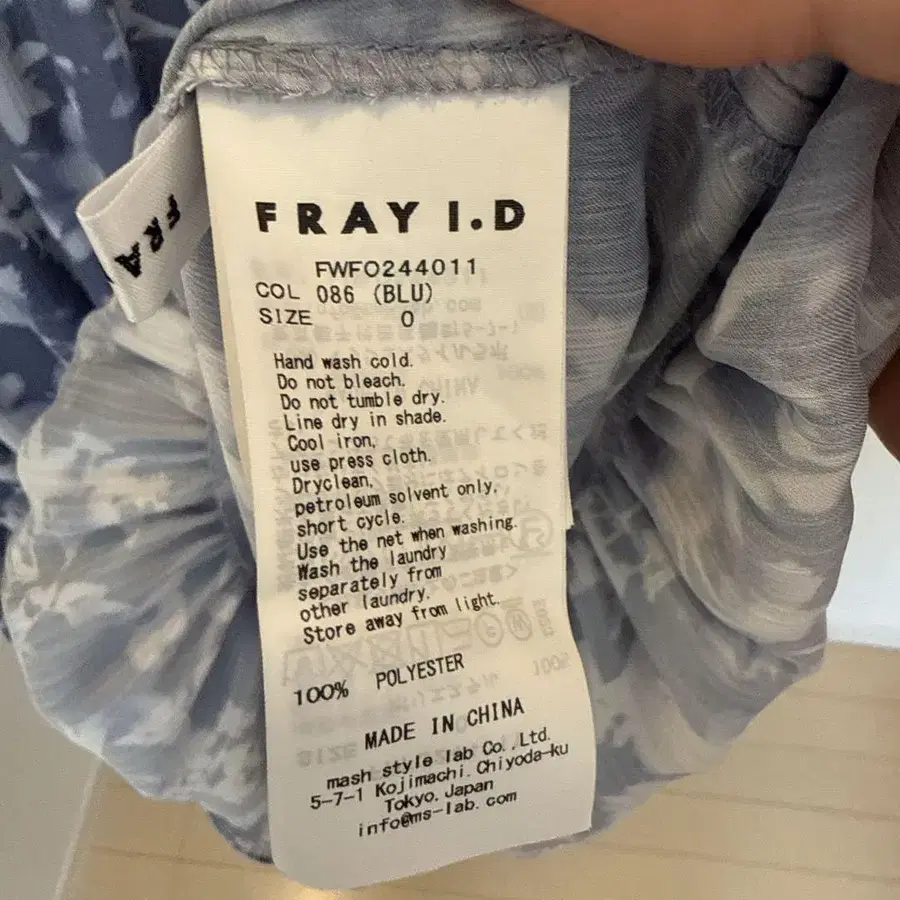 FRAY I.D
FWFO244011
COL 086 (BLU)
SIZE 0
Hand wash cold.
Do not bleach.
Do not tumble dry.
Line dry in shade.
Cool iron,
use press cloth.
Dryclean,
petroleum solvent only,
short cycle.
Use the net when washing.
Wash the laundry
separately from
other laundry.
Store away from light.
100% POLYESTER
MADE IN CHINA
mash style lab Co.,Ltd.
5-7-1 Kojimachi. Chiyoda-ku
Tokyo. Japan
info@ms-lab.com
FRA